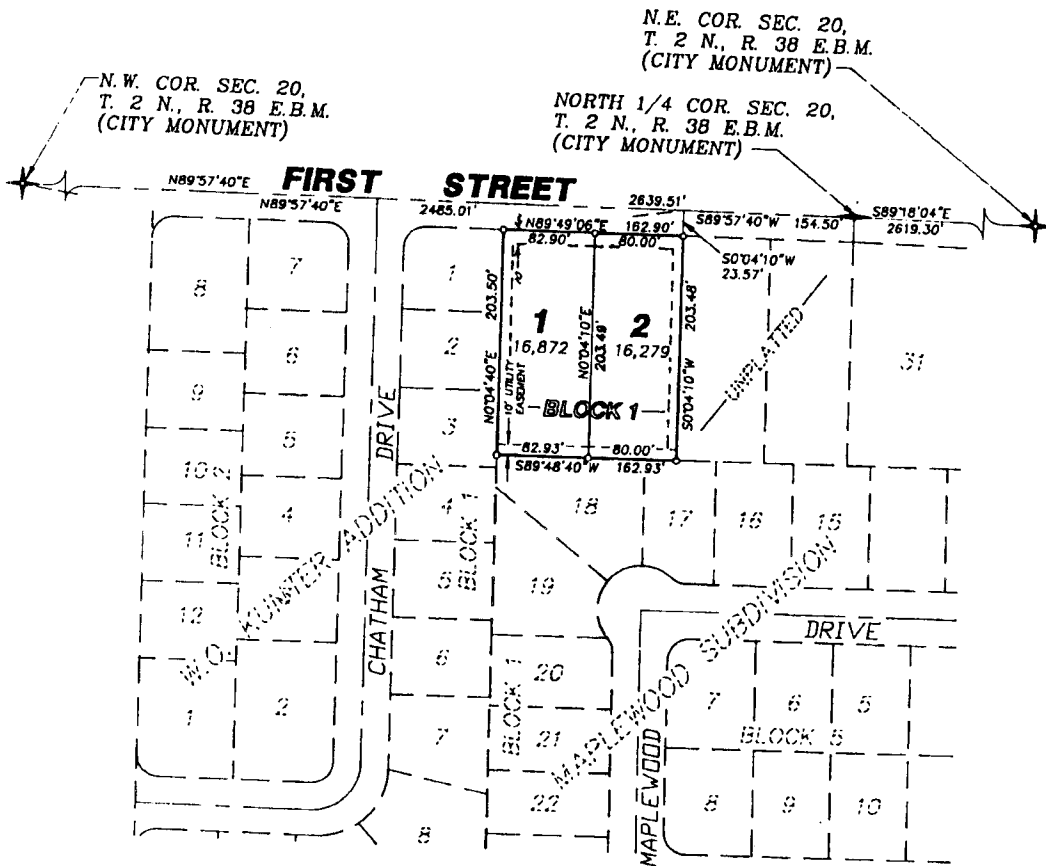 N.E. COR. SEC. 20,
T. 2 N., R. 38 E.B.M.
(CITY MONUMENT)
N.W. COR. SEC. 20,
T. 2 N., R. 38 E.B.M.
(CITY MONUMENT)
NORTH 1/4 COR. SEC. 20,
T. 2 N., R. 38 E.B.M.
(CITY MONUMENT)
N89°57'40"E
FIRST STREET
N89°57'40"E
2485.01'
2639.51'
S89°57'40"W 154.50'
S89°18'04"E
2619.30'
N89°49'06"E 162.90'
82.90' 80.00'
S0°04'10"W
23.57'
10'
203.50'
N0°04'40"E
10' UTILITY
EASEMENT
1
16,872
N0°04'10"E
203.49'
2
16,279
203.48'
S0°04'10"W
BLOCK 1
82.93' 80.00'
S89°48'40"W 162.93'
UNPLATTED
31
8
7
6
9
5
10
4
11
12
1
2
BLOCK 2
W.O. KUNTER ADDITION
CHATHAM DRIVE
1
2
3
4
5
6
7
8
BLOCK 1
18
17
16
15
19
20
21
22
BLOCK 1
MAPLEWOOD SUBDIVISION
DRIVE
MAPLEWOOD
7
6
5
BLOCK 5
8
9
10